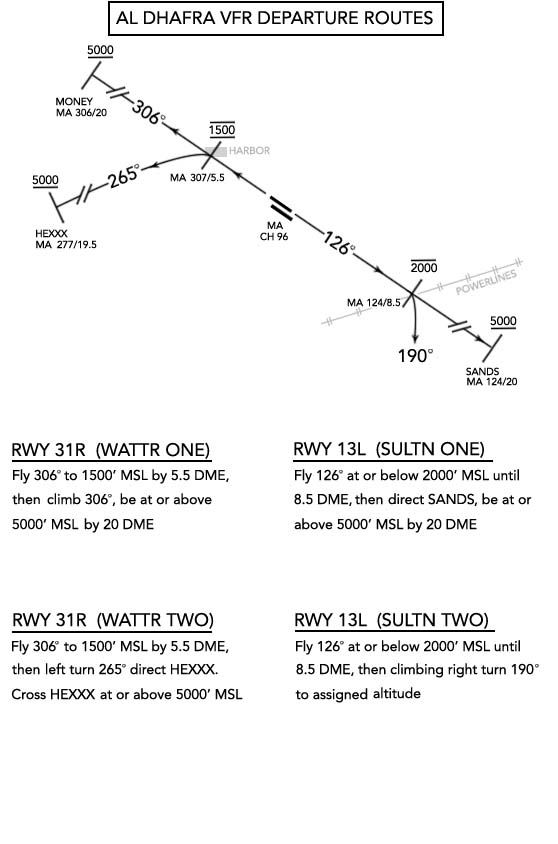 AL DHAFRA VFR DEPARTURE ROUTES
5000
MONEY
MA 306/20
306°
1500
HARBOR
MA 307/5.5
265°
5000
HEXXX
MA 277/19.5
MA
CH 96
126°
2000
POWERLINES
MA 124/8.5
190°
5000
SANDS
MA 124/20
RWY 31R (WATTR ONE)
Fly 306° to 1500’ MSL by 5.5 DME,
then climb 306°, be at or above
5000’ MSL by 20 DME
RWY 13L (SULTN ONE)
Fly 126° at or below 2000’ MSL until
8.5 DME, then direct SANDS, be at or
above 5000’ MSL by 20 DME
RWY 31R (WATTR TWO)
Fly 306° to 1500’ MSL by 5.5 DME,
then left turn 265° direct HEXXX.
Cross HEXXX at or above 5000’ MSL
RWY 13L (SULTN TWO)
Fly 126° at or below 2000’ MSL until
8.5 DME, then climbing right turn 190°
to assigned altitude